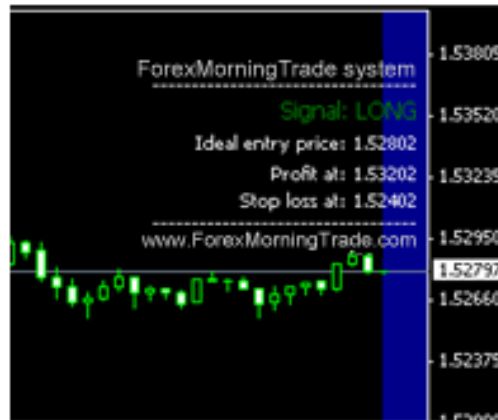 ForexMorningTrade system
Signal: LONG
Ideal entry price: 1.52802
Profit at: 1.53202
Stop loss at: 1.52402
www.ForexMorningTrade.com
1.53805
1.53520
1.53235
1.52950
1.52797
1.52660
1.52375